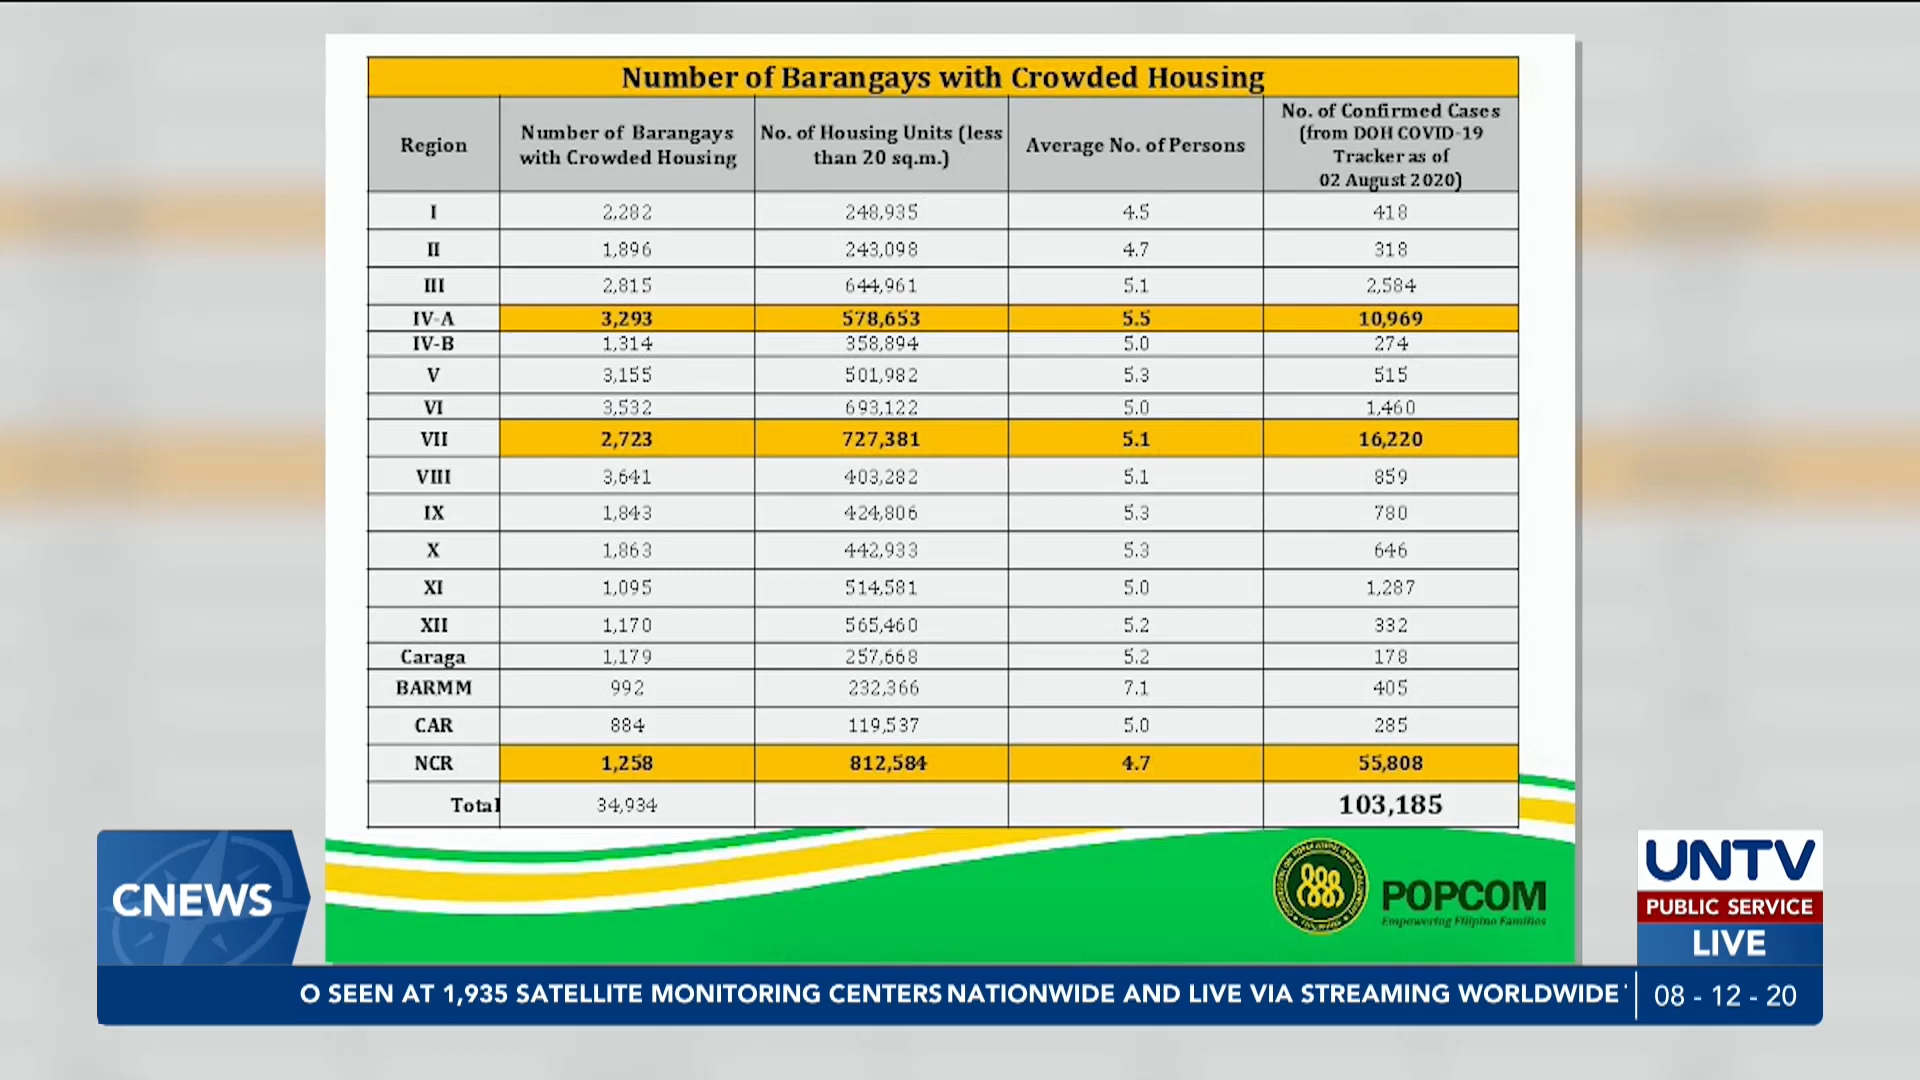 Number of Barangays with Crowded Housing
Region
Number of Barangays
with Crowded Housing
No. of Housing Units (less
than 20 sq.m.)
Average No. of Persons
No. of Confirmed Cases
(from DOH COVID-19
Tracker as of
02 August 2020)
I 2,282 248,935 4.5 418
II 1,896 243,098 4.7 318
III 2,815 644,961 5.1 2,584
IV-A 3,293 578,653 5.5 10,969
IV-B 1,314 358,894 5.0 274
V 3,155 501,982 5.3 515
VI 3,532 693,122 5.0 1,460
VII 2,723 727,381 5.1 16,220
VIII 3,641 403,282 5.1 859
IX 1,843 424,806 5.3 780
X 1,863 442,933 5.3 646
XI 1,095 514,581 5.0 1,287
XII 1,170 565,460 5.2 332
Caraga 1,179 257,668 5.2 178
BARMM 992 232,366 7.1 405
CAR 884 119,537 5.0 285
NCR 1,258 812,584 4.7 55,808
Total 34,934 103,185
POPCOM
Empowering Filipino Families
CNEWS
UNTV
PUBLIC SERVICE
LIVE
O SEEN AT 1,935 SATELLITE MONITORING CENTERS NATIONWIDE AND LIVE VIA STREAMING WORLDWIDE
08 - 12 - 20